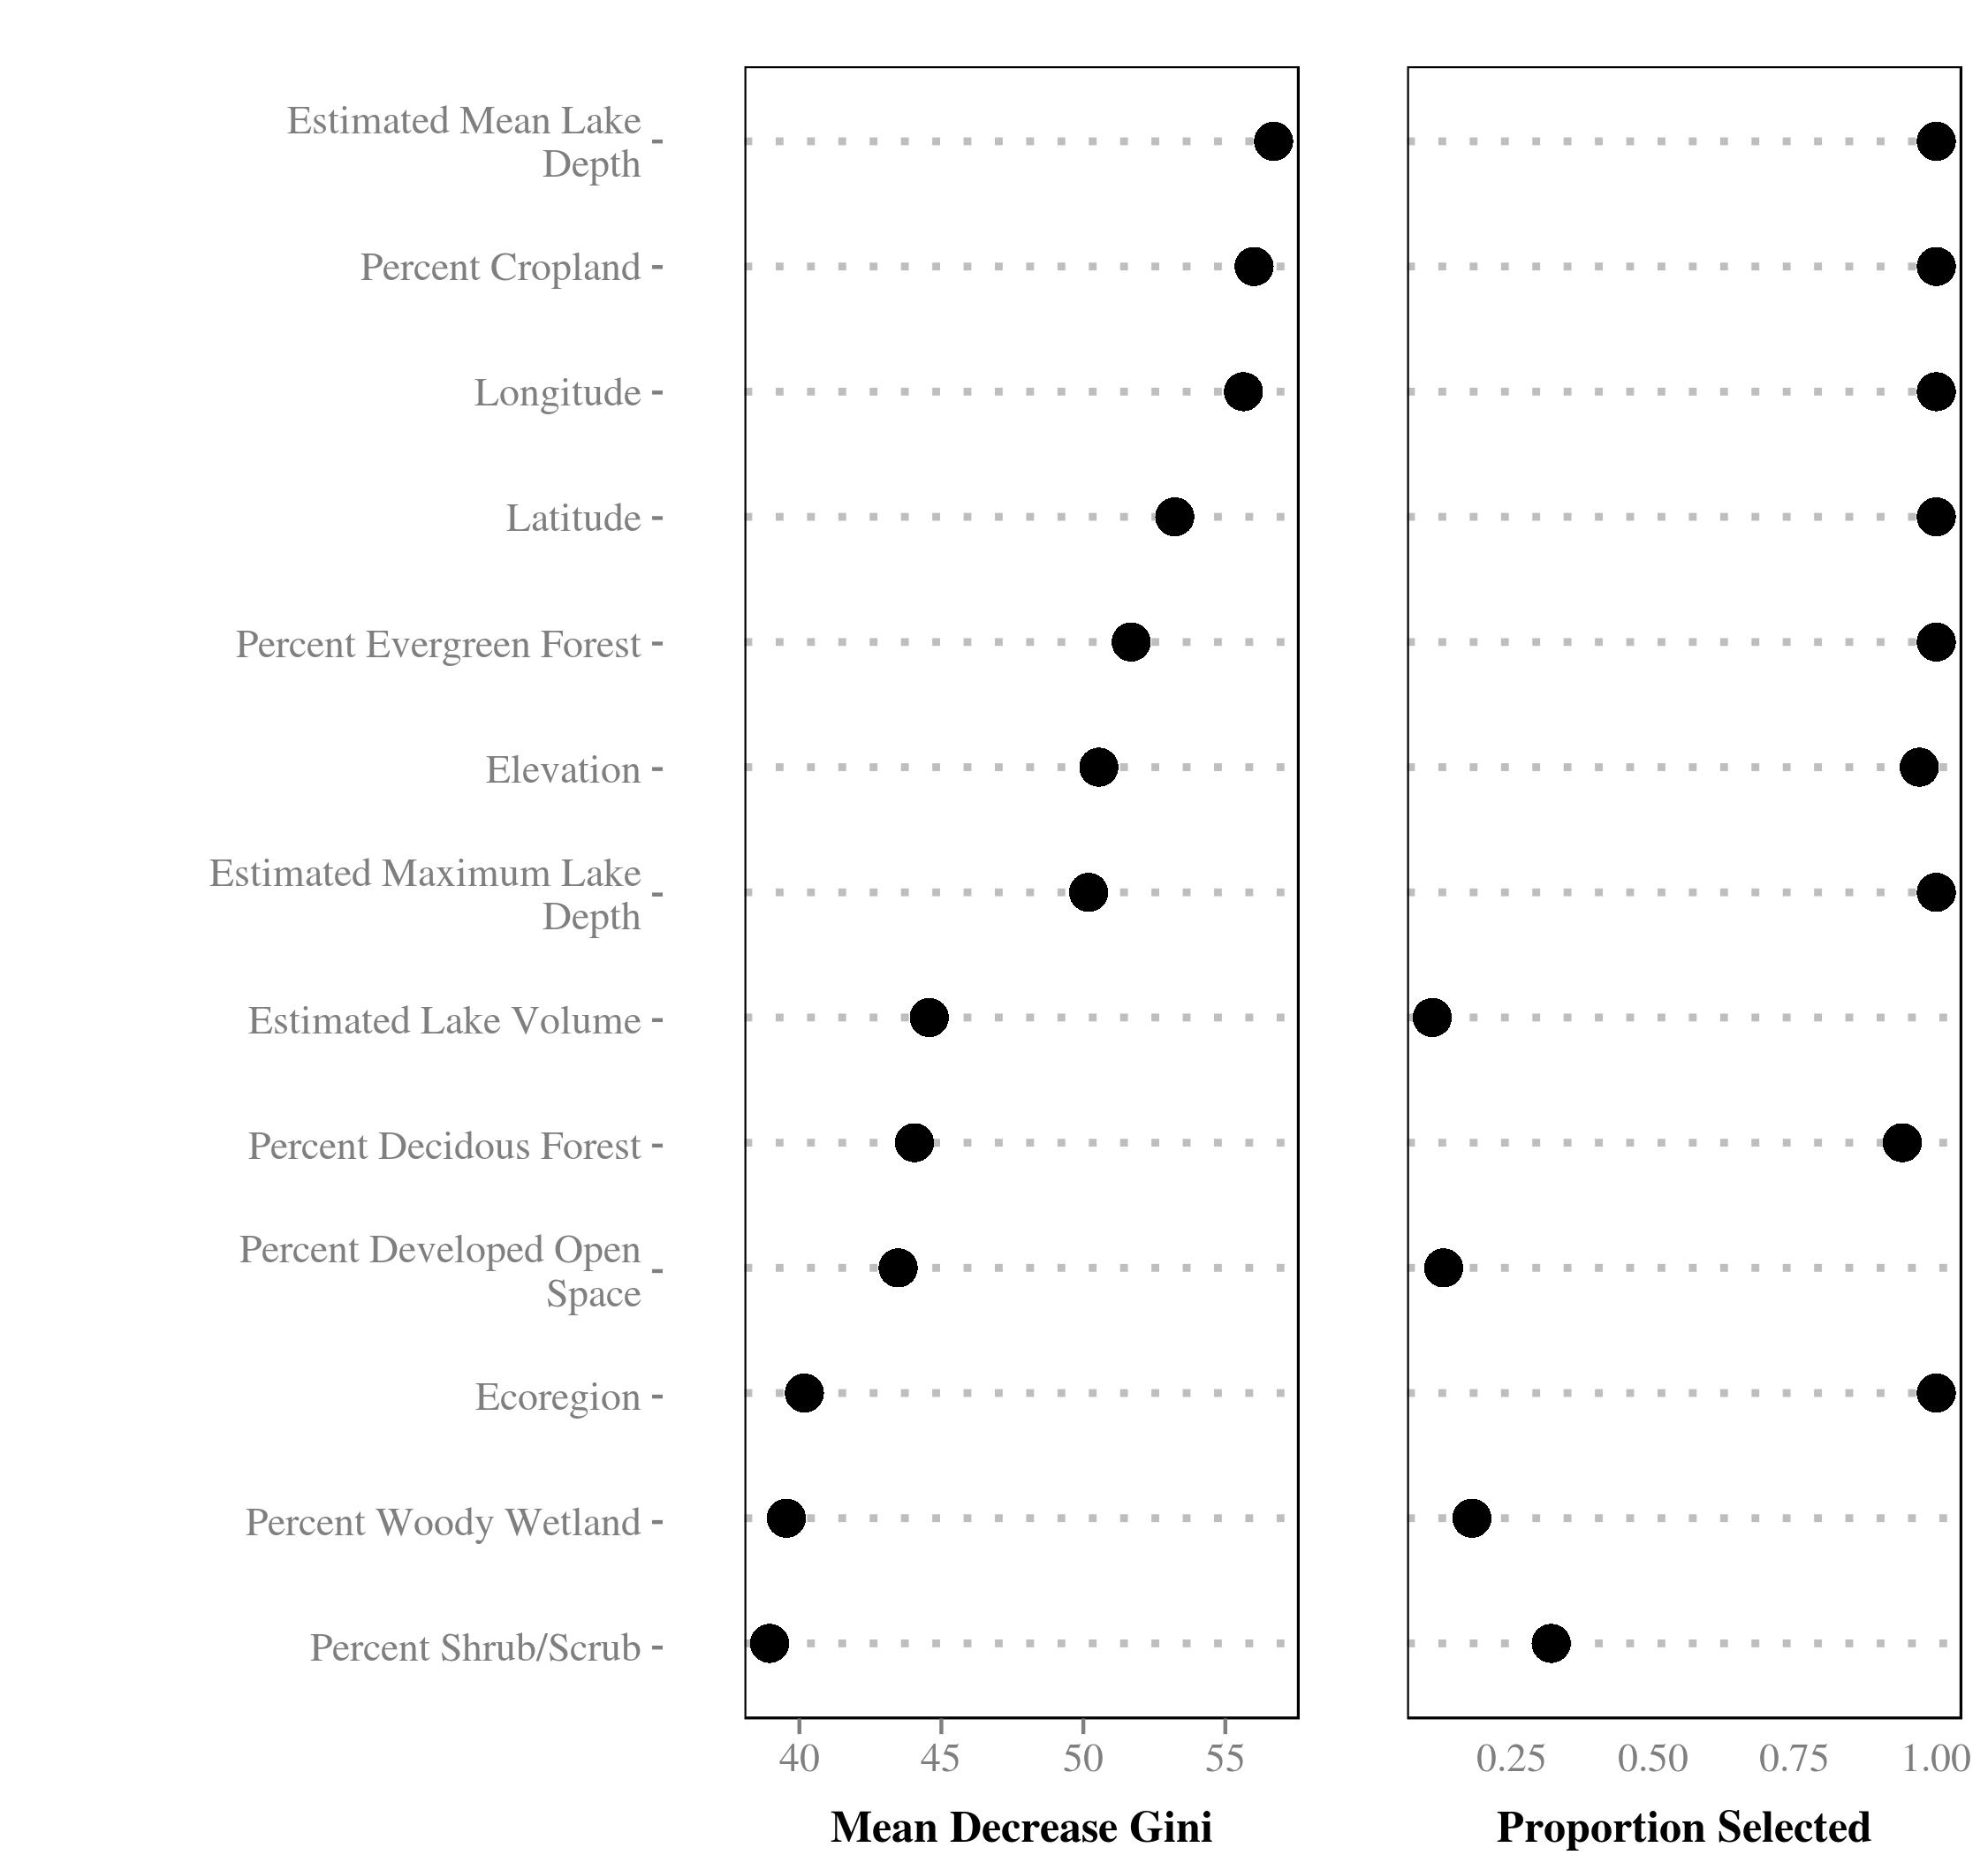 Estimated Mean Lake
Depth
Percent Cropland
Longitude
Latitude
Percent Evergreen Forest
Elevation
Estimated Maximum Lake
Depth
Estimated Lake Volume
Percent Decidous Forest
Percent Developed Open
Space
Ecoregion
Percent Woody Wetland
Percent Shrub/Scrub
40 45 50 55
0.25 0.50 0.75 1.00
Mean Decrease Gini
Proportion Selected